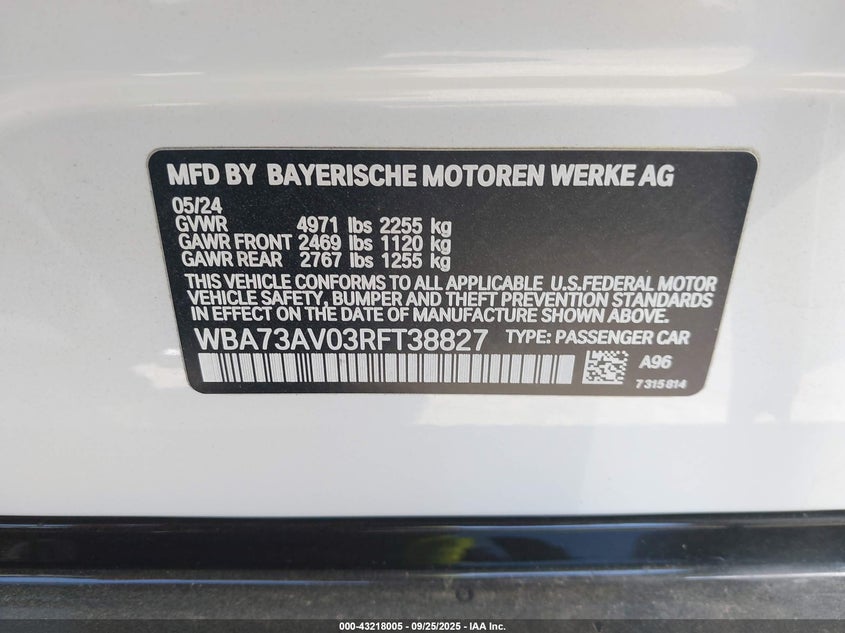 MFD BY BAYERISCHE MOTOREN WERKE AG
05/24
GVWR 4971 lbs 2255 kg
GAWR FRONT 2469 lbs 1120 kg
GAWR REAR 2767 lbs 1255 kg
THIS VEHICLE CONFORMS TO ALL APPLICABLE U.S.FEDERAL MOTOR
VEHICLE SAFETY, BUMPER AND THEFT PREVENTION STANDARDS
IN EFFECT ON THE DATE OF MANUFACTURE SHOWN ABOVE.
WBA73AV03RFT38827 TYPE: PASSENGER CAR
A96
7315814
000-43218005 - 09/25/2025 - IAA Inc.